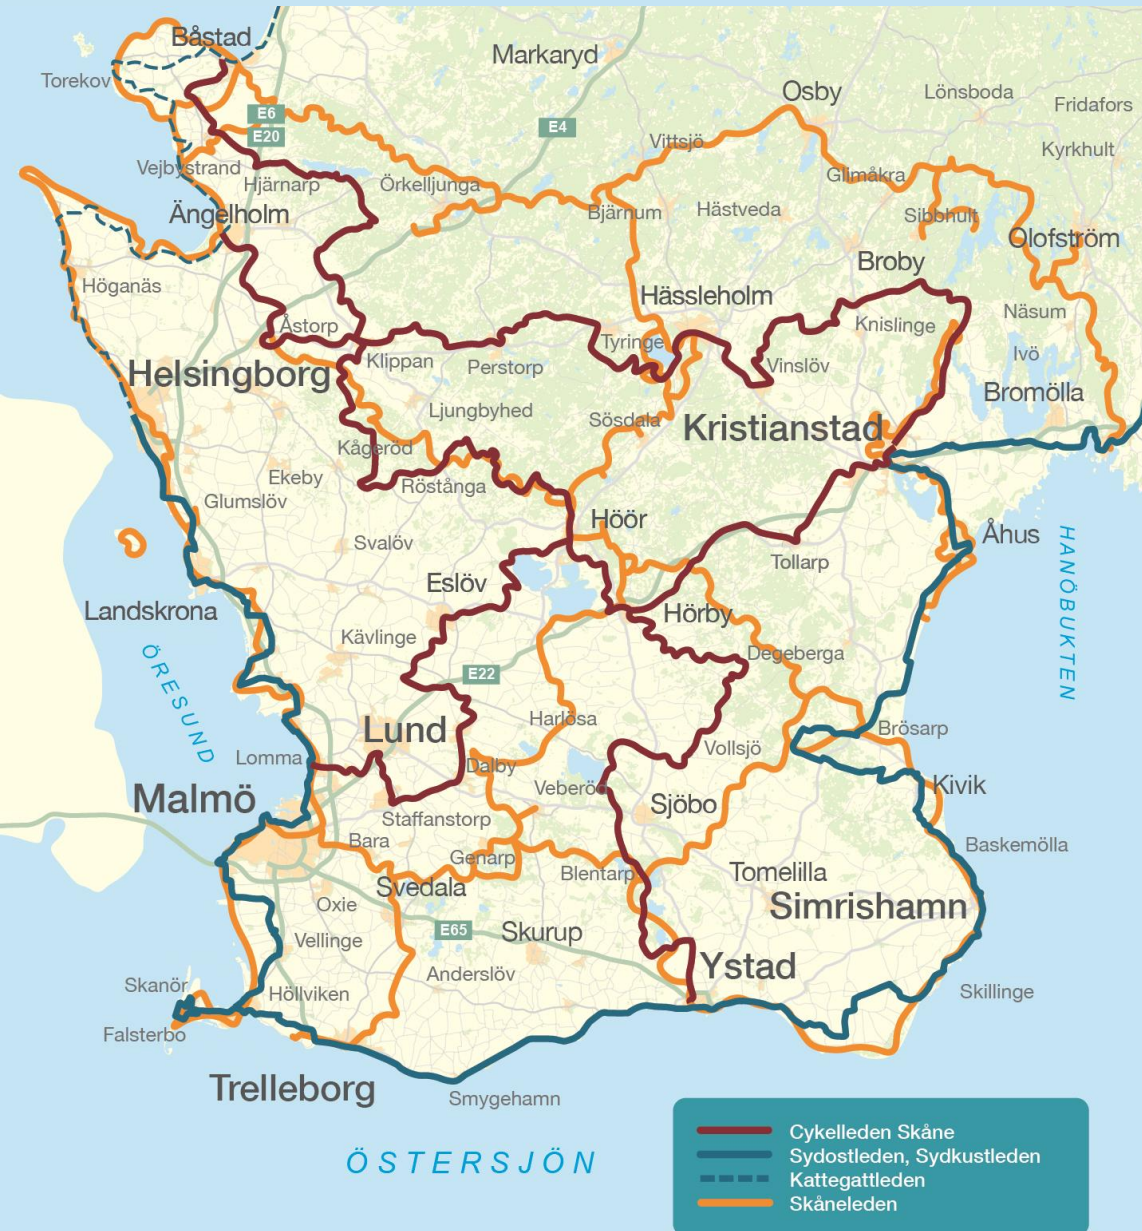 Båstad
Markaryd
Torekov
Osby
Lönsboda
Fridafors
E6
E20
E4
Vittsjö
Kyrkhult
Vejbystrand
Hjärnarp
Örkelljunga
Glimåkra
Ängelholm
Bjärnum
Hästveda
Sibbhult
Olofström
Broby
Höganäs
Hässleholm
Åstorp
Knislinge
Näsum
Klippan
Perstorp
Tyringe
Vinslöv
Ivö
Helsingborg
Bromölla
Ljungbyhed
Sösdala
Kristianstad
Kågeröd
Ekeby
Röstånga
Glumslöv
Höör
Åhus
Svalöv
Tollarp
HANÖBUKTEN
Eslöv
Landskrona
Hörby
Kävlinge
Degeberga
ÖRESUND
E22
Harlösa
Lund
Brösarp
Vollsjö
Lomma
Dalby
Veberöd
Kivik
Malmö
Sjöbo
Staffanstorp
Bara
Baskemölla
Genarp
Blentarp
Tomelilla
Svedala
Simrishamn
Oxie
E65
Skurup
Vellinge
Ystad
Anderslöv
Skanör
Höllviken
Skillinge
Falsterbo
Trelleborg
Smygehamn
ÖSTERSJÖN
Cykelleden Skåne
Sydostleden, Sydkustleden
Kattegattleden
Skåneleden